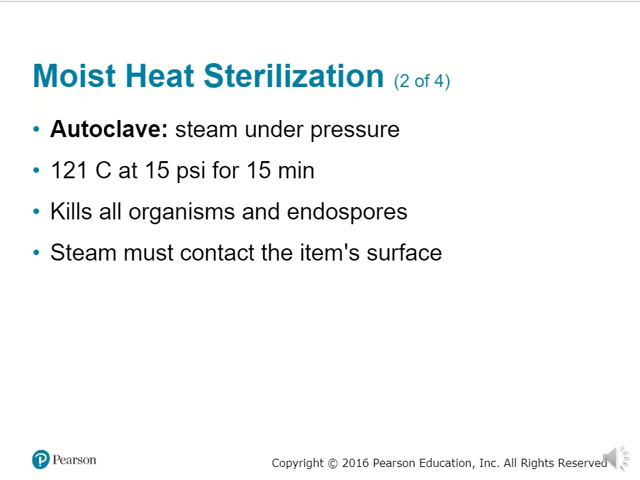 Moist Heat Sterilization (2 of 4)
• Autoclave: steam under pressure
• 121 C at 15 psi for 15 min
• Kills all organisms and endospores
• Steam must contact the item's surface
Pearson
Copyright © 2016 Pearson Education, Inc. All Rights Reserved